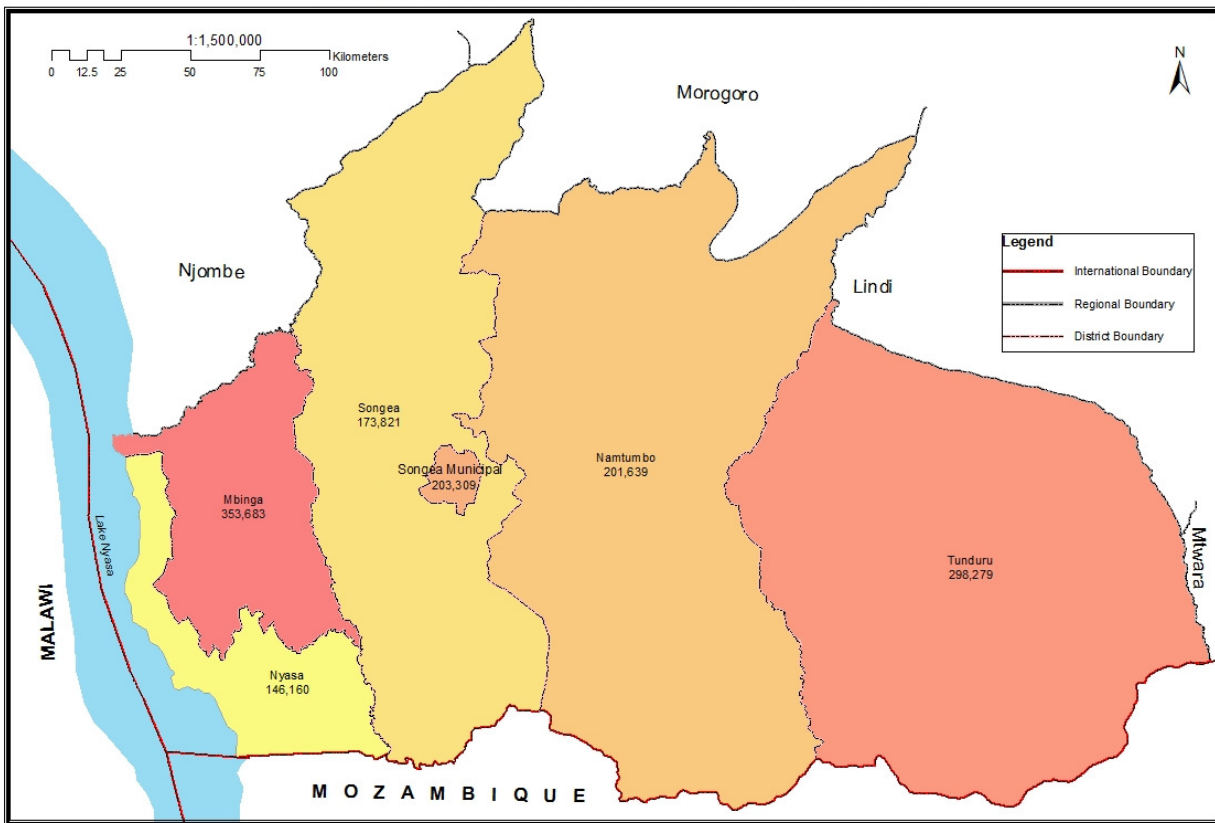 1:1,500,000
Kilometers
0 12.5 25 50 75 100
N
Morogoro
Njombe
Lindi
Legend
International Boundary
Regional Boundary
District Boundary
Songea
173,821
Songea Municipal
203,309
Namtumbo
201,639
Mbinga
353,683
Lake Nyasa
Tunduru
298,279
Mtwara
MALAWI
Nyasa
146,160
MOZAMBIQUE